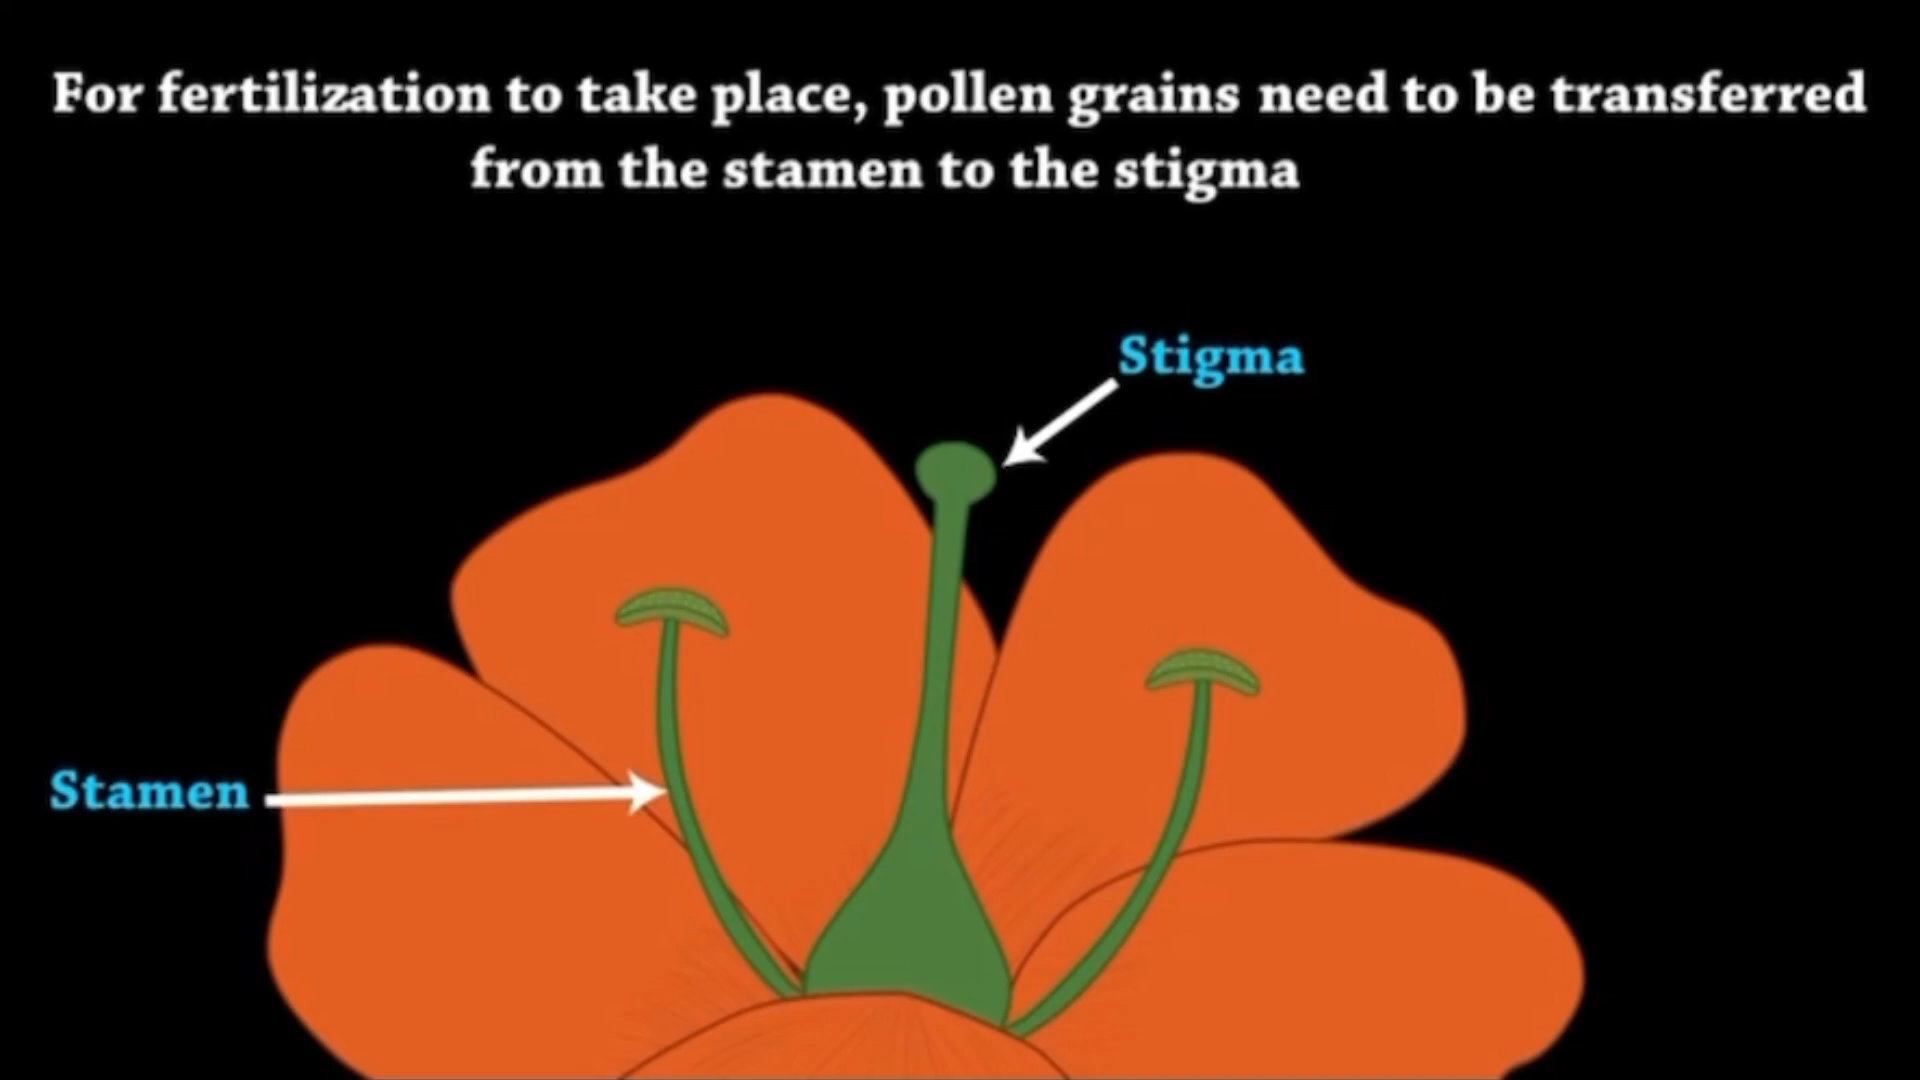 For fertilization to take place, pollen grains need to be transferred
from the stamen to the stigma
Stigma
Stamen